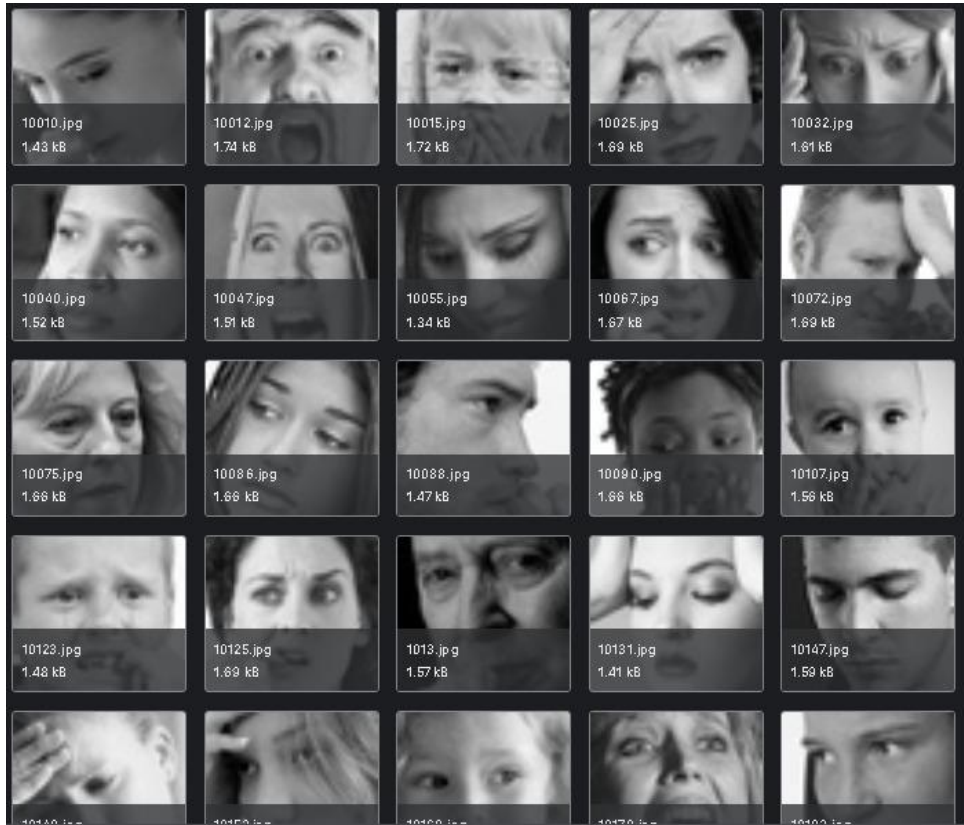 10010.jpg
1.43 kB
10012.jpg
1.74 kB
10015.jpg
1.72 kB
10025.jpg
1.69 kB
10032.jpg
1.61 kB
10040.jpg
1.52 kB
10047.jpg
1.51 kB
10055.jpg
1.34 kB
10067.jpg
1.67 kB
10072.jpg
1.69 kB
10075.jpg
1.66 kB
10086.jpg
1.66 kB
10088.jpg
1.47 kB
10090.jpg
1.66 kB
10107.jpg
1.56 kB
10123.jpg
1.48 kB
10125.jpg
1.69 kB
1013.jpg
1.57 kB
10131.jpg
1.41 kB
10147.jpg
1.59 kB